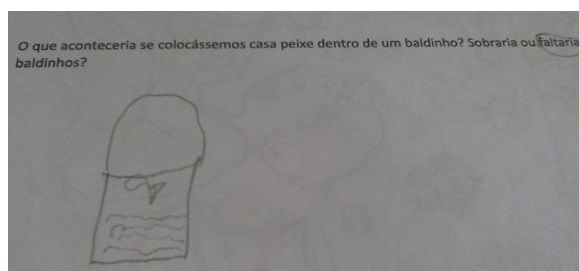 O que aconteceria se colocássemos casa peixe dentro de um baldinho? Sobraria ou faltaria
baldinhos?